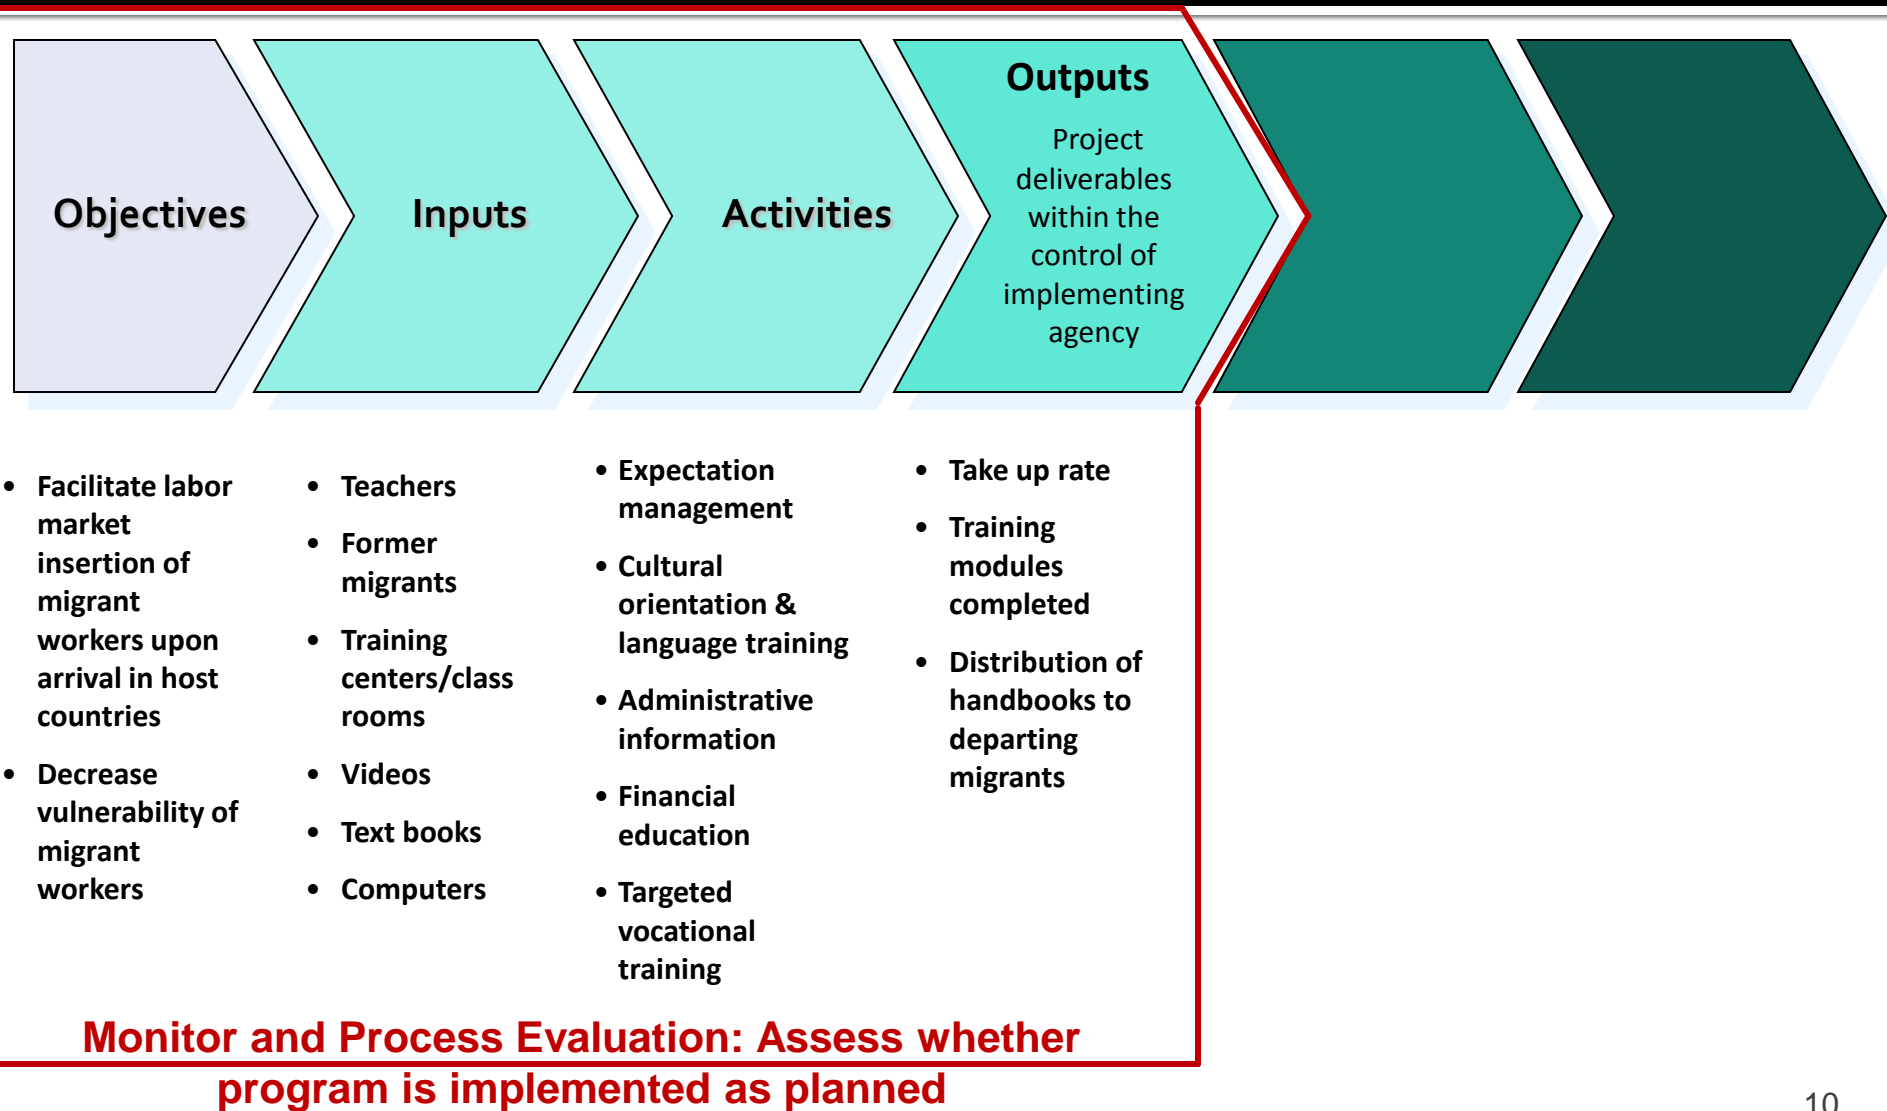 Objectives
Inputs
Activities
Outputs
Project
deliverables
within the
control of
implementing
agency
• Facilitate labor
market
insertion of
migrant
workers upon
arrival in host
countries
• Decrease
vulnerability of
migrant
workers
• Teachers
• Former
migrants
• Training
centers/class
rooms
• Videos
• Text books
• Computers
• Expectation
management
• Cultural
orientation &
language training
• Administrative
information
• Financial
education
• Targeted
vocational
training
• Take up rate
• Training
modules
completed
• Distribution of
handbooks to
departing
migrants
Monitor and Process Evaluation: Assess whether
program is implemented as planned
10